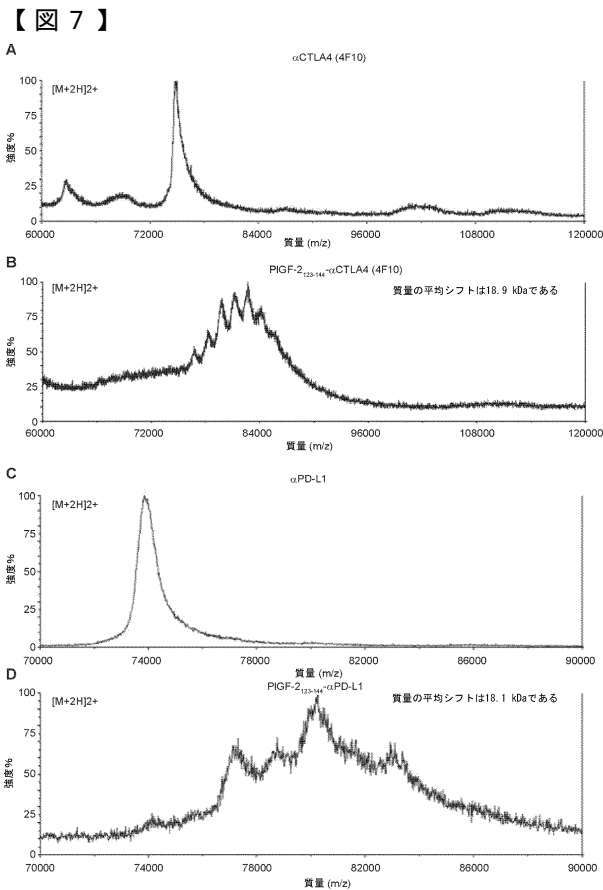 【図7】
A
αCTLA4 (4F10)
[M+2H]2+
強度%
100
75
50
25
0
60000 72000 84000 96000 108000 120000
質量 (m/z)
B
PlGF-2123-144-αCTLA4 (4F10)
[M+2H]2+
質量の平均シフトは18.9 kDaである
強度%
100
75
50
25
0
60000 72000 84000 96000 108000 120000
質量 (m/z)
C
αPD-L1
[M+2H]2+
強度%
100
75
50
25
0
70000 74000 78000 82000 86000 90000
質量 (m/z)
D
PlGF-2123-144-αPD-L1
[M+2H]2+
質量の平均シフトは18.1 kDaである
強度%
100
75
50
25
0
70000 74000 78000 82000 86000 90000
質量 (m/z)